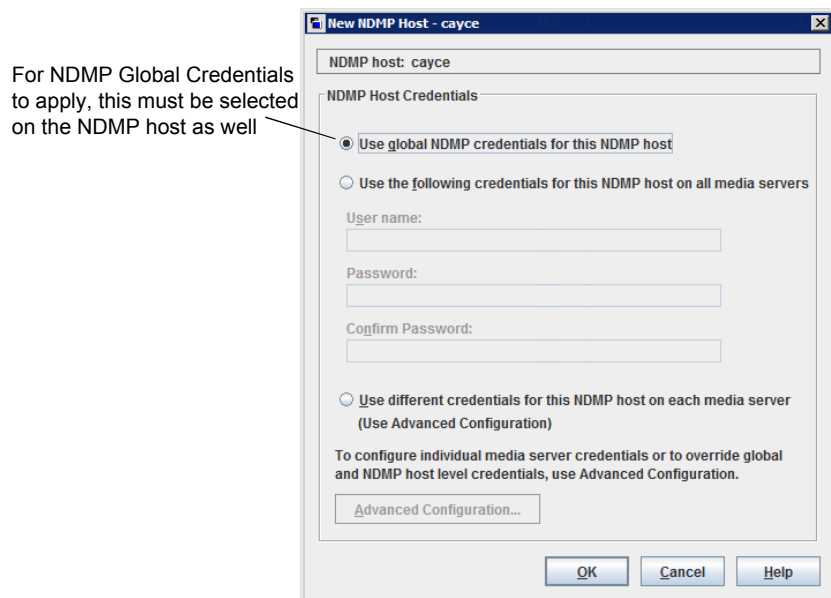 New NDMP Host - cayce
NDMP host: cayce
For NDMP Global Credentials
to apply, this must be selected
on the NDMP host as well
NDMP Host Credentials
Use global NDMP credentials for this NDMP host
Use the following credentials for this NDMP host on all media servers
User name:
Password:
Confirm Password:
Use different credentials for this NDMP host on each media server
(Use Advanced Configuration)
To configure individual media server credentials or to override global
and NDMP host level credentials, use Advanced Configuration.
Advanced Configuration...
OK Cancel Help